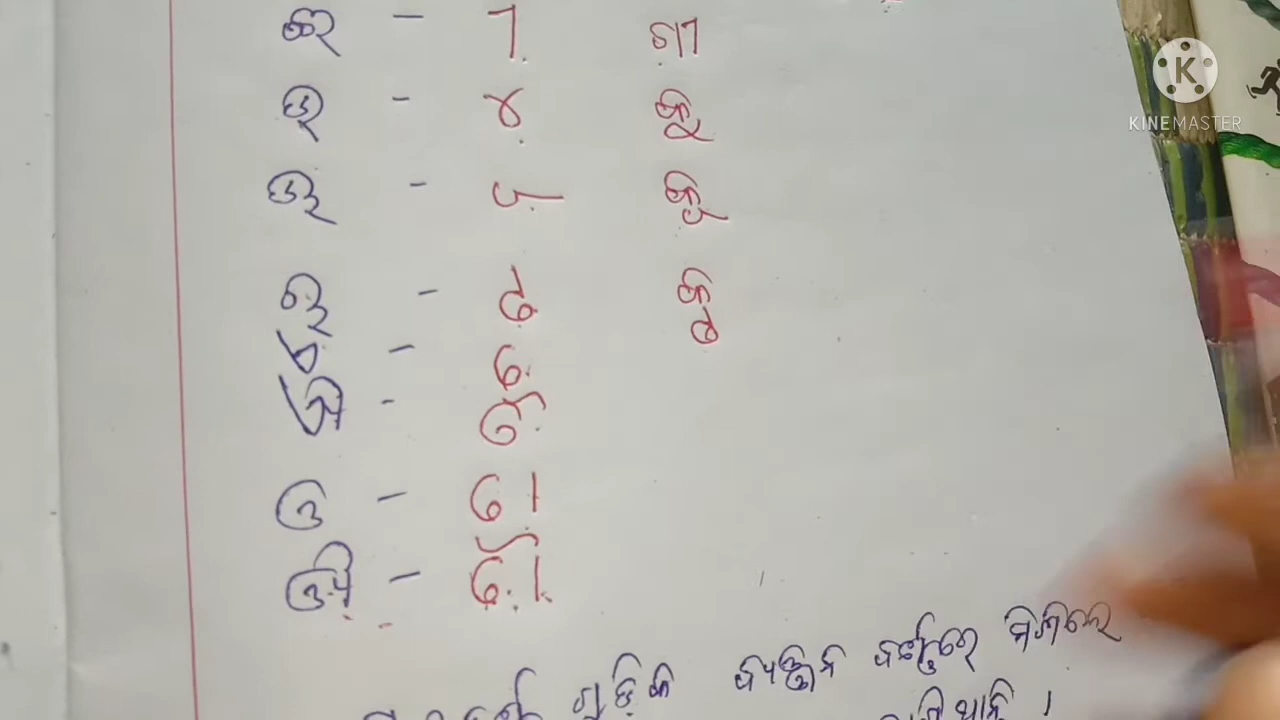 ଈ - ୀ ଗୀ
ଉ - ୁ କୁ
ଊ - ୂ କୂ
ଋ - ୃ କୃ
ଏ - େ
ଐ - ୈ
ଓ - ୋ
ଔ - ୌ
ଗୁଡ଼ିକ ବ୍ୟଞ୍ଜନ ବର୍ଣ୍ଣରେ ମିଶିଲେ
KINEMASTER